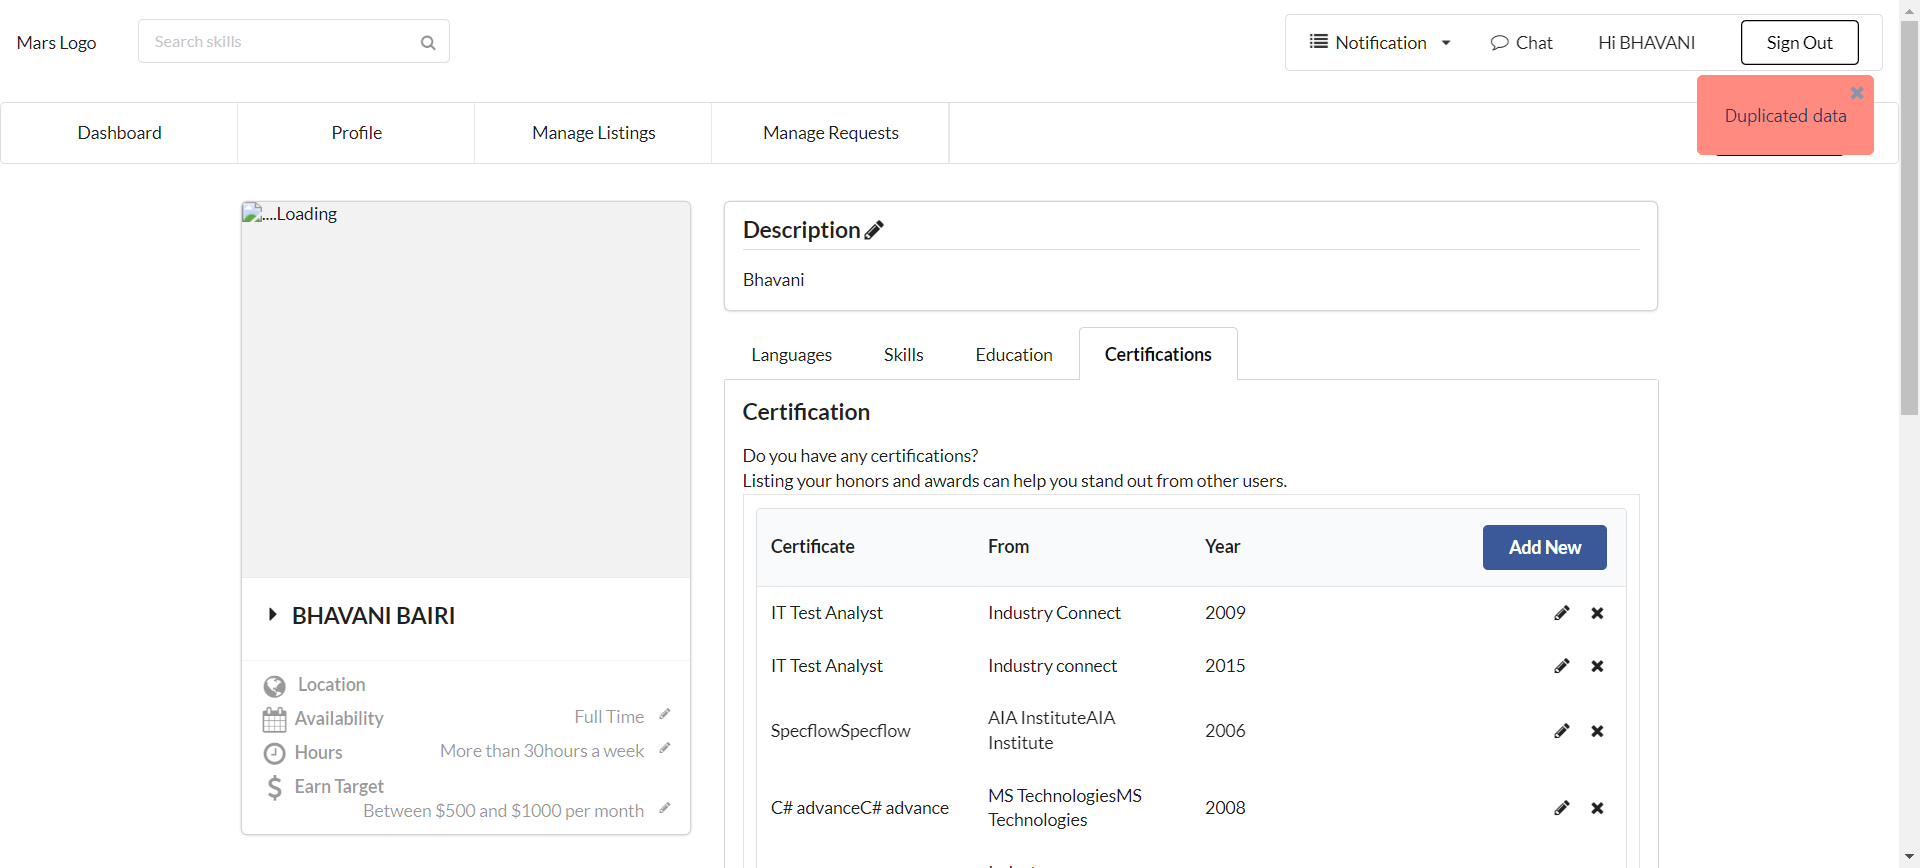 Mars Logo
Search skills
Notification
Chat
Hi BHAVANI
Sign Out
Duplicated data
Dashboard
Profile
Manage Listings
Manage Requests
....Loading
BHAVANI BAIRI
Location
Availability
Full Time
Hours
More than 30hours a week
Earn Target
Between $500 and $1000 per month
Description
Bhavani
Languages
Skills
Education
Certifications
Certification
Do you have any certifications?
Listing your honors and awards can help you stand out from other users.
Certificate From Year Add New
IT Test Analyst Industry Connect 2009
IT Test Analyst Industry connect 2015
SpecflowSpecflow AIA InstituteAIA 2006
Institute
C# advanceC# advance MS TechnologiesMS 2008
Technologies